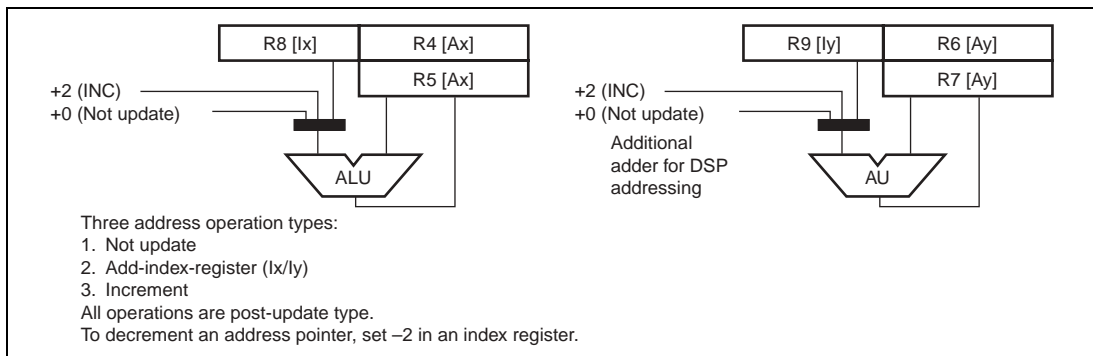 R8 [Ix]
R4 [Ax]
R5 [Ax]
+2 (INC)
+0 (Not update)
ALU
R9 [Iy]
R6 [Ay]
R7 [Ay]
+2 (INC)
+0 (Not update)
Additional
adder for DSP
addressing
AU
Three address operation types:
1. Not update
2. Add-index-register (Ix/Iy)
3. Increment
All operations are post-update type.
To decrement an address pointer, set –2 in an index register.